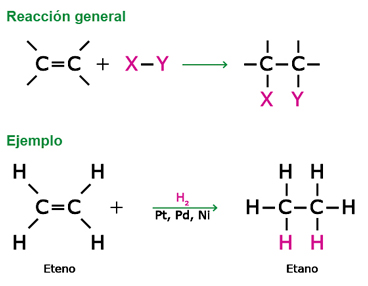 Reacción general
C=C + X–Y ⟶ –C–C–
X Y
Ejemplo
H H H H
C=C + H₂ H–C–C–H
Pt, Pd, Ni
H H H H
Eteno Etano